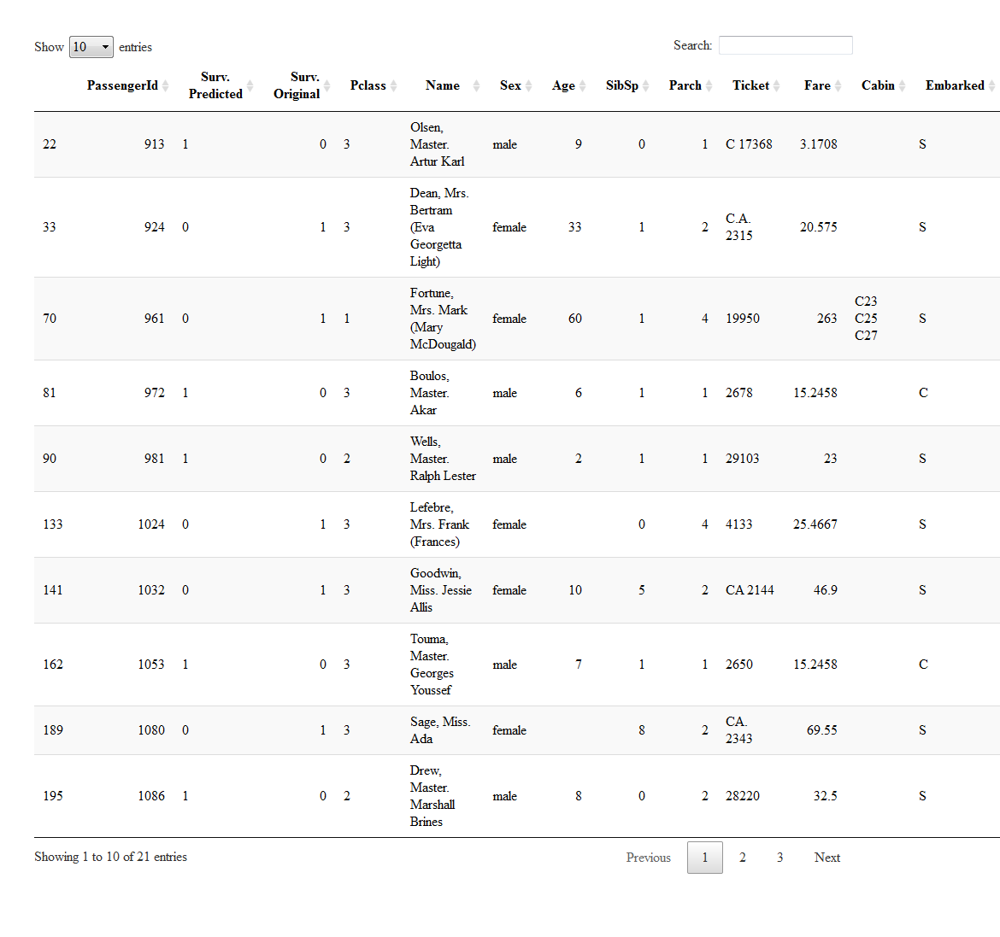 Show 10 entries Search:
PassengerId Surv. Predicted Surv. Original Pclass Name Sex Age SibSp Parch Ticket Fare Cabin Embarked
22 913 1 0 3 Olsen, Master. Artur Karl male 9 0 1 C 17368 3.1708 S
33 924 0 1 3 Dean, Mrs. Bertram (Eva Georgetta Light) female 33 1 2 C.A. 2315 20.575 S
70 961 0 1 1 Fortune, Mrs. Mark (Mary McDougald) female 60 1 4 19950 263 C23 C25 C27 S
81 972 1 0 3 Boulos, Master. Akar male 6 1 1 2678 15.2458 C
90 981 1 0 2 Wells, Master. Ralph Lester male 2 1 1 29103 23 S
133 1024 0 1 3 Lefebre, Mrs. Frank (Frances) female 0 4 4133 25.4667 S
141 1032 0 1 3 Goodwin, Miss. Jessie Allis female 10 5 2 CA 2144 46.9 S
162 1053 1 0 3 Touma, Master. Georges Youssef male 7 1 1 2650 15.2458 C
189 1080 0 1 3 Sage, Miss. Ada female 8 2 CA. 2343 69.55 S
195 1086 1 0 2 Drew, Master. Marshall Brines male 8 0 2 28220 32.5 S
Showing 1 to 10 of 21 entries Previous 1 2 3 Next